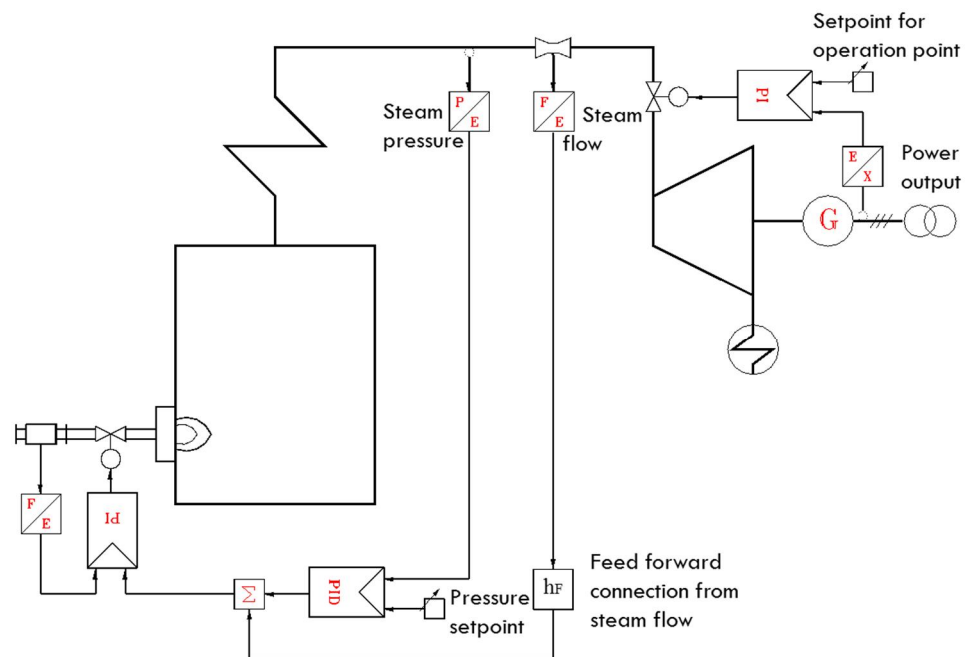 Setpoint for
operation point
PI
Steam
pressure
P
E
F
E
Steam
flow
E
X
Power
output
G
F
E
PI
Σ
PID
Pressure
setpoint
hF
Feed forward
connection from
steam flow